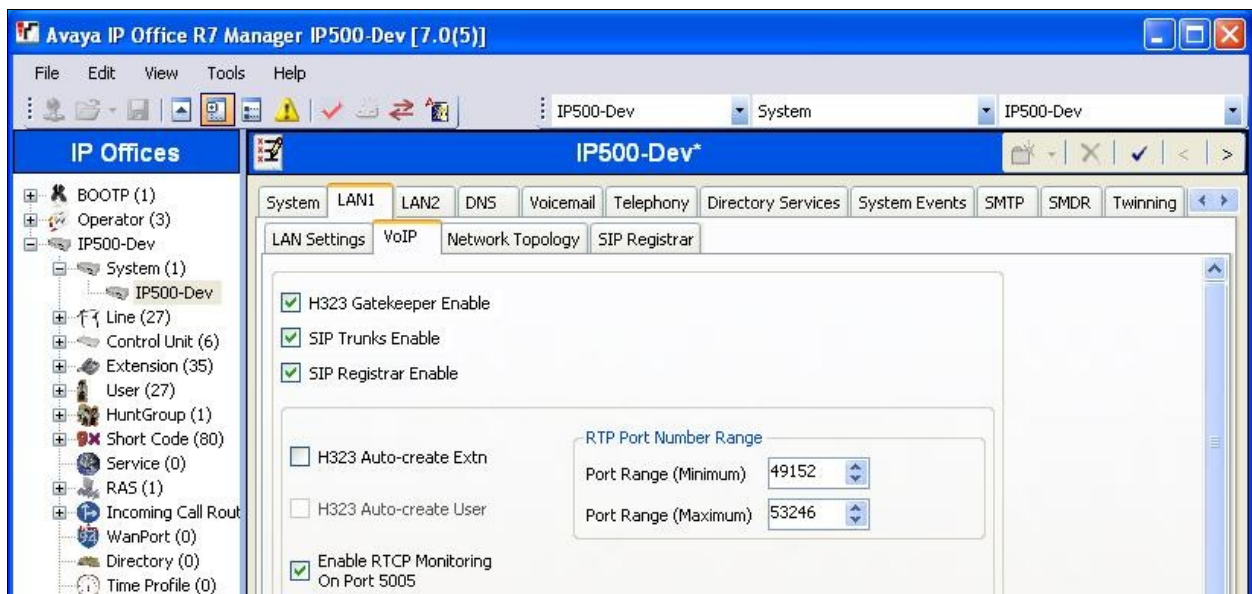 Avaya IP Office R7 Manager IP500-Dev [7.0(5)]
File Edit View Tools Help
IP500-Dev System IP500-Dev
IP Offices
IP500-Dev*
BOOTP (1)
Operator (3)
IP500-Dev
System (1)
IP500-Dev
Line (27)
Control Unit (6)
Extension (35)
User (27)
HuntGroup (1)
Short Code (80)
Service (0)
RAS (1)
Incoming Call Rout
WanPort (0)
Directory (0)
Time Profile (0)
System LAN1 LAN2 DNS Voicemail Telephony Directory Services System Events SMTP SMDR Twinning
LAN Settings VoIP Network Topology SIP Registrar
H323 Gatekeeper Enable
SIP Trunks Enable
SIP Registrar Enable
H323 Auto-create Extn
H323 Auto-create User
Enable RTCP Monitoring
On Port 5005
RTP Port Number Range
Port Range (Minimum) 49152
Port Range (Maximum) 53246